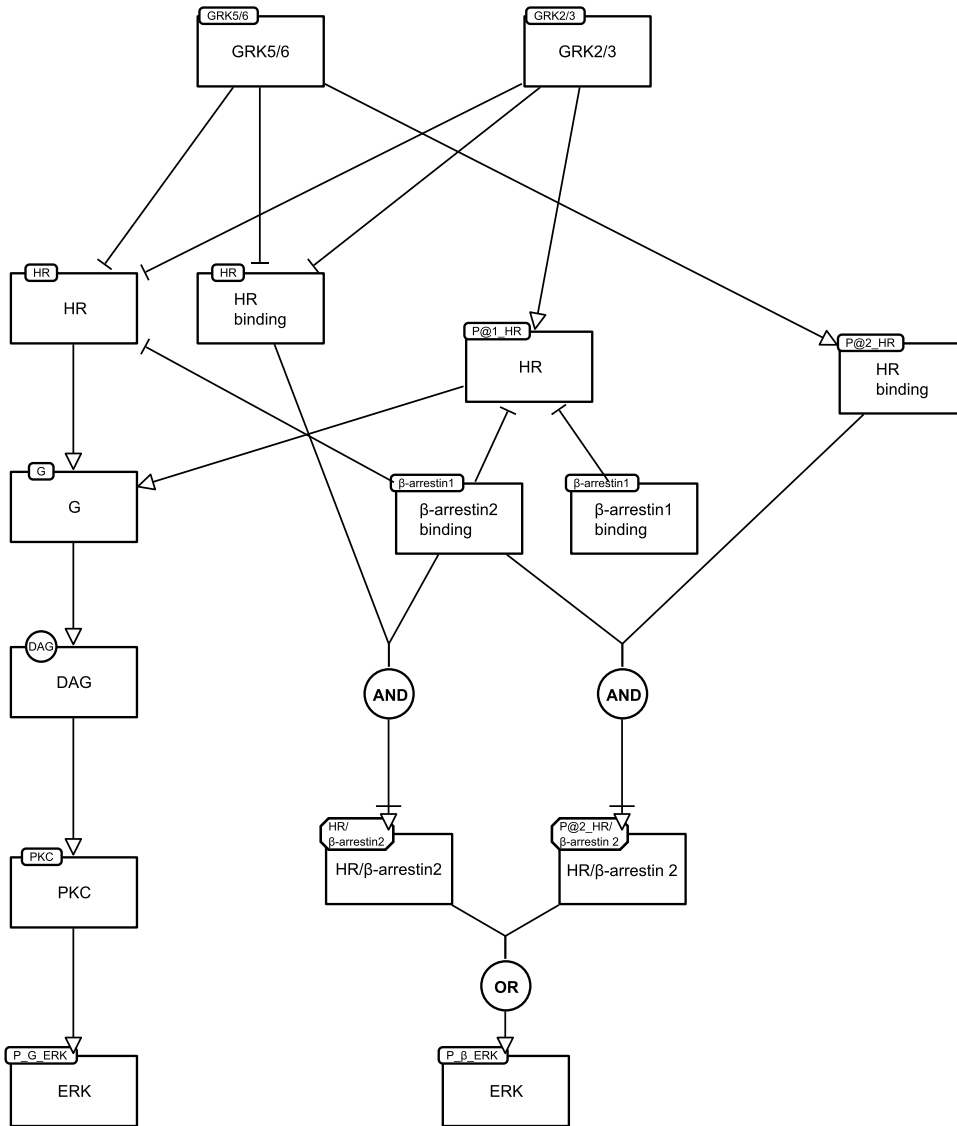 GRK5/6
GRK5/6
GRK2/3
GRK2/3
HR
HR
HR
HR
binding
P@1_HR
HR
P@2_HR
HR
binding
G
G
β-arrestin1
β-arrestin2
binding
β-arrestin1
β-arrestin1
binding
DAG
DAG
AND
AND
HR/
β-arrestin2
HR/β-arrestin2
P@2_HR/
β-arrestin 2
HR/β-arrestin 2
PKC
PKC
OR
P_G_ERK
ERK
P_β_ERK
ERK